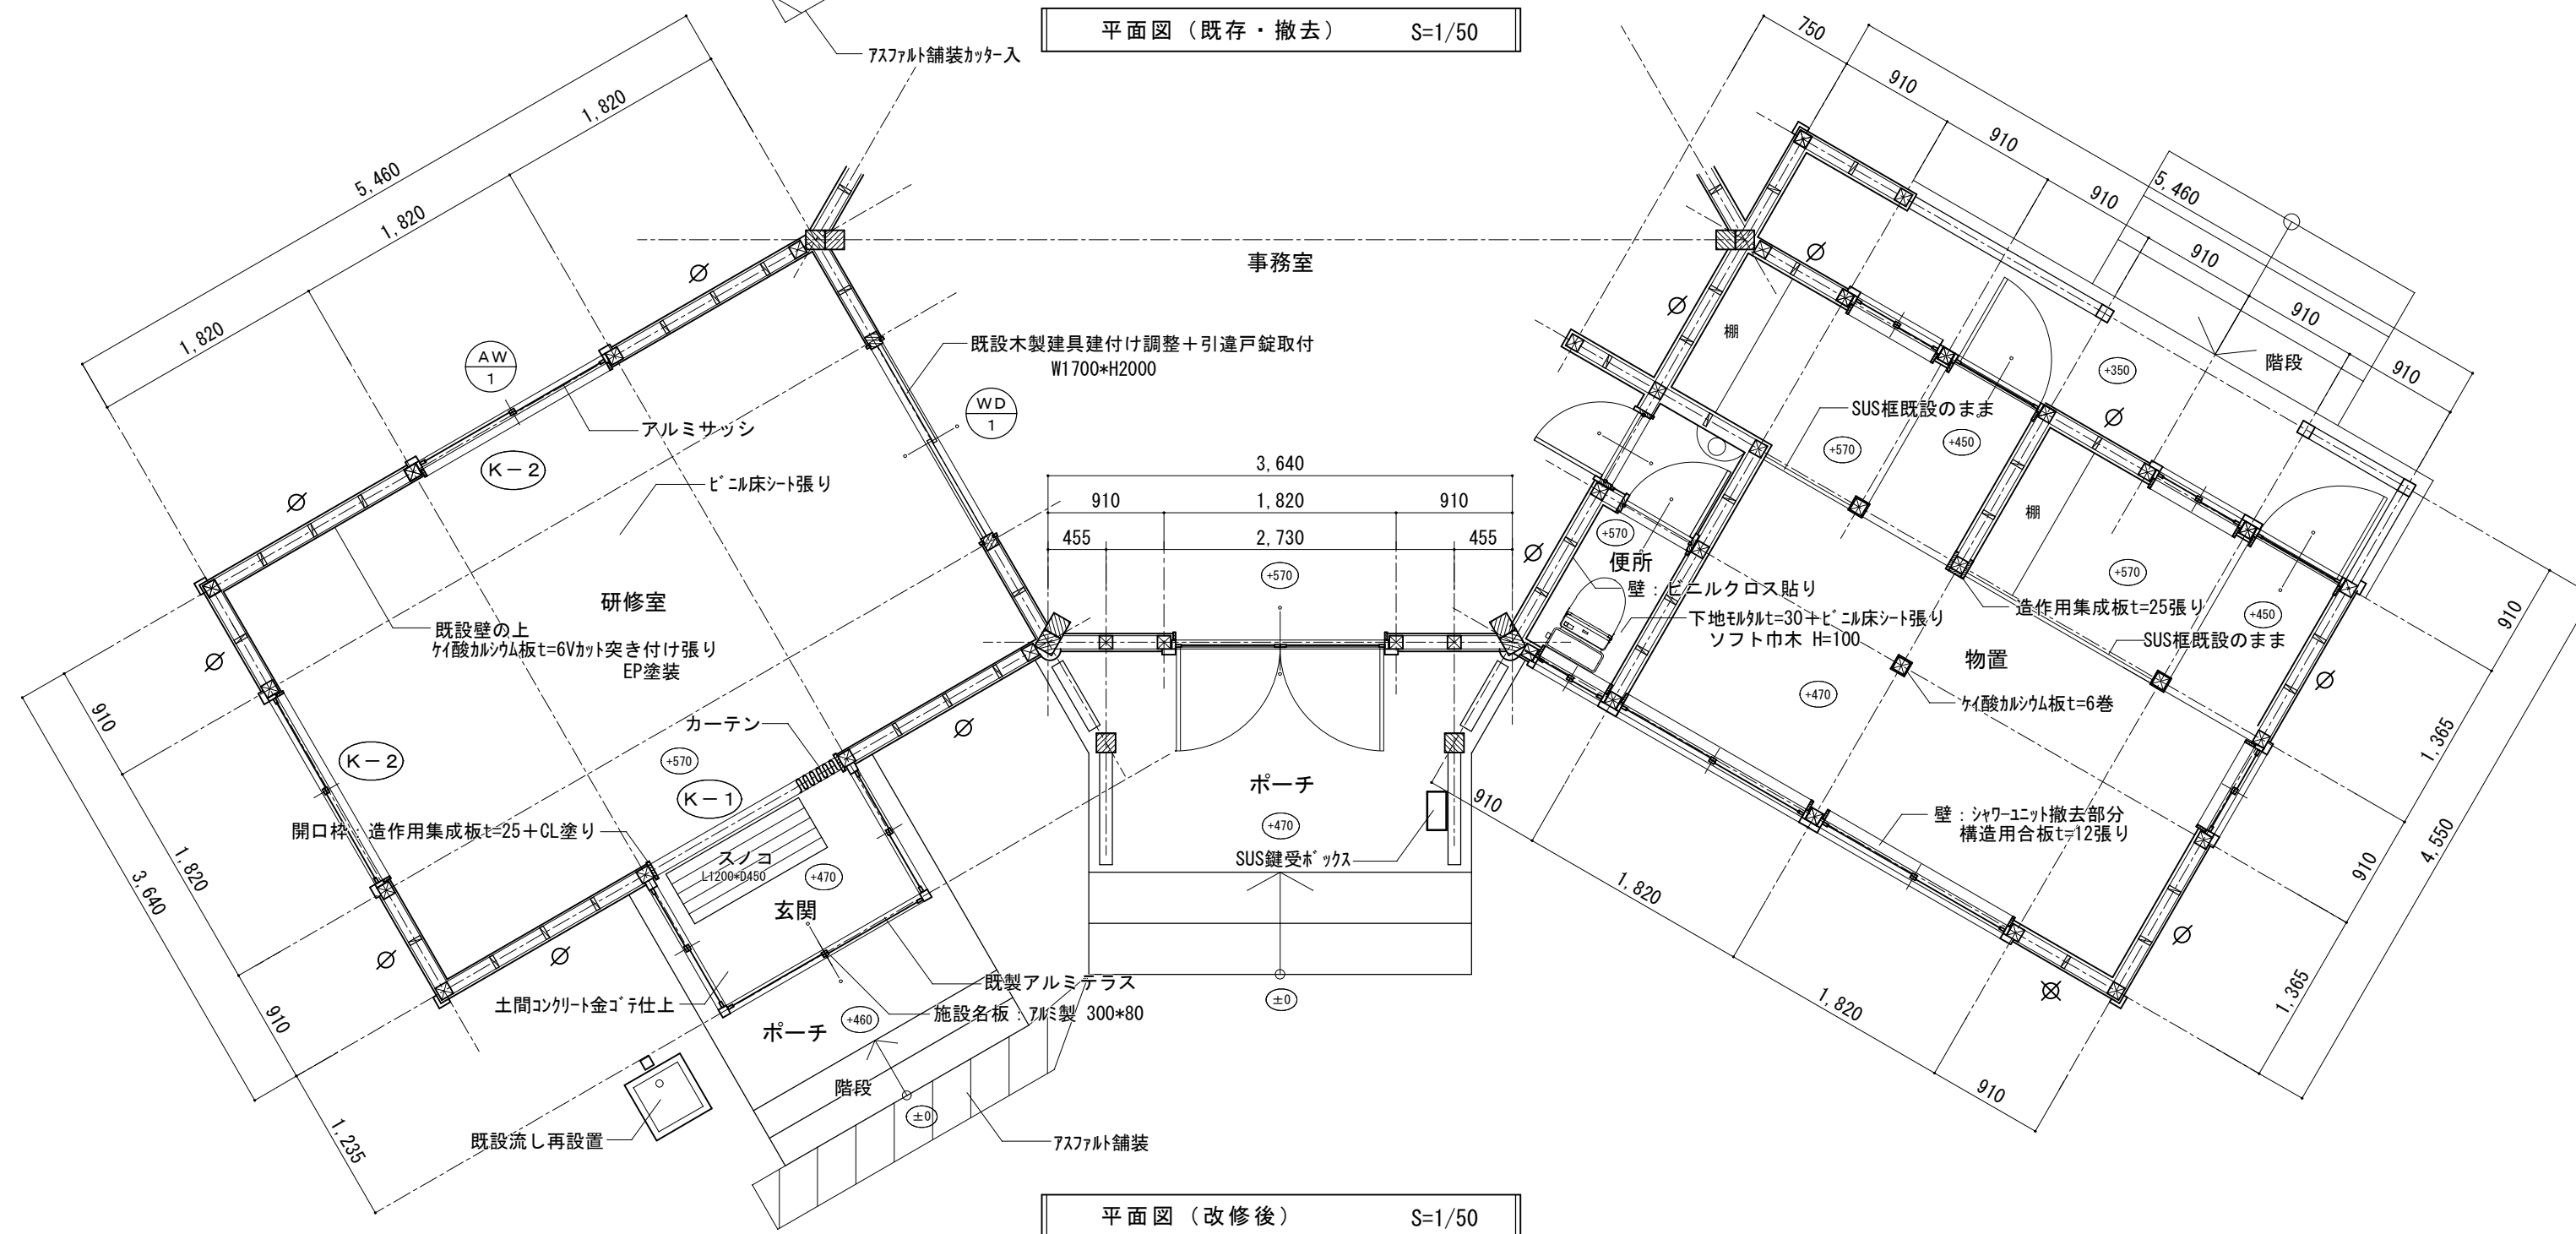 平面図（既存・撤去） S=1/50
ｱｽﾌｧﾙﾄ舗装ｶｯﾀｰ入
5,460
1,820
1,820
1,820
事務室
既設木製建具建付け調整＋引違戸錠取付
W1700*H2000
AW
1
WD
1
アルミサッシ
K－2
ﾋﾞﾆﾙ床ｼｰﾄ張り
研修室
既設壁の上
ｹｲ酸ｶﾙｼｳﾑ板t=6Vｶｯﾄ突き付け張り
EP塗装
カーテン
+570
K－2
K－1
開口枠：造作用集成板t=25＋CL塗り
スノコ
L1200*D450
+470
玄関
既製アルミテラス
土間ｺﾝｸﾘｰﾄ金ｺﾞﾃ仕上
施設名板：ｱﾙﾐ製 300*80
ポーチ
+460
階段
±0
ｱｽﾌｧﾙﾄ舗装
既設流し再設置
910
1,820
3,640
910
1,235
3,640
910
1,820
910
455
2,730
455
+570
ポーチ
+470
SUS鍵受ﾎﾞｯｸｽ
±0
750
910
910
910
5,460
910
910
910
棚
階段
+350
SUS框既設のまま
+570
+450
棚
+570
便所
壁：ビニルクロス貼り
下地ﾓﾙﾀﾙt=30＋ﾋﾞﾆﾙ床ｼｰﾄ張り
ソフト巾木 H=100
+570
造作用集成板t=25張り
+450
SUS框既設のまま
物置
+470
ｹｲ酸ｶﾙｼｳﾑ板t=6巻
壁：ｼｬﾜｰﾕﾆｯﾄ撤去部分
構造用合板t=12張り
910
1,365
4,550
910
1,365
910
1,820
1,820
910
平面図（改修後） S=1/50